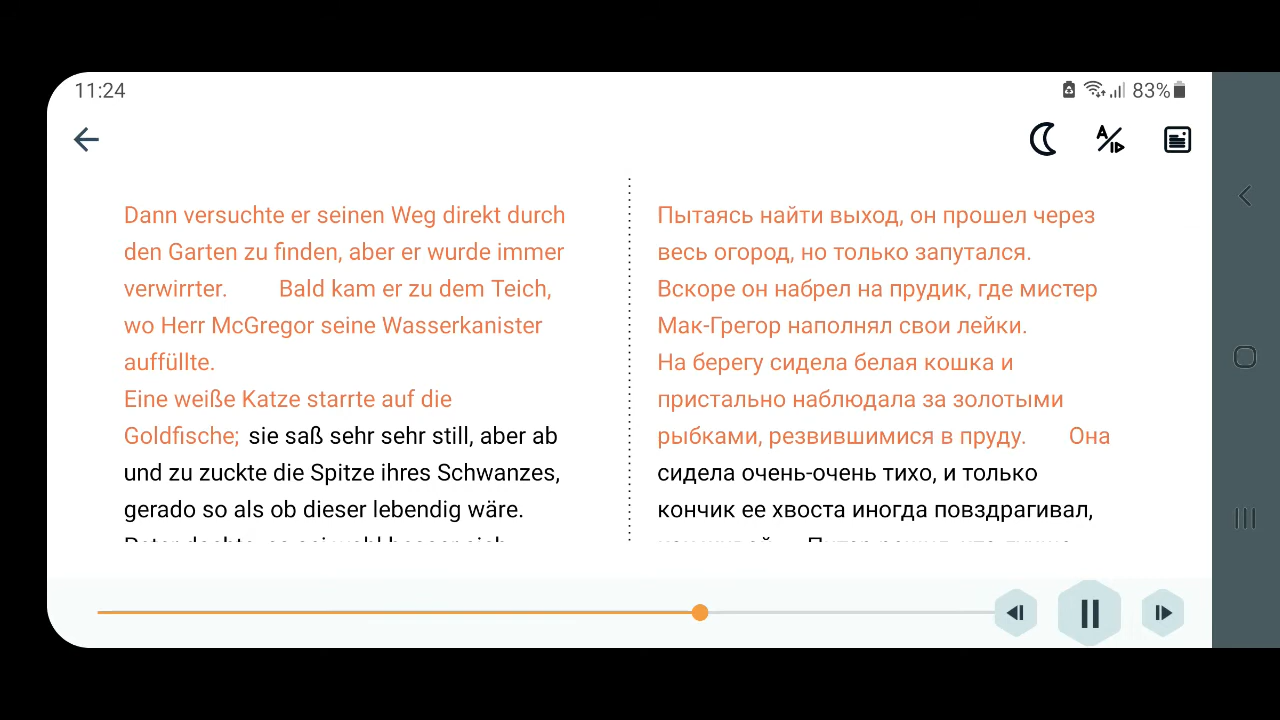 11:24
83%
Dann versuchte er seinen Weg direkt durch
den Garten zu finden, aber er wurde immer
verwirrter. Bald kam er zu dem Teich,
wo Herr McGregor seine Wasserkanister
auffüllte.
Eine weiße Katze starrte auf die
Goldfische; sie saß sehr sehr still, aber ab
und zu zuckte die Spitze ihres Schwanzes,
gerado so als ob dieser lebendig wäre.
Пытаясь найти выход, он прошел через
весь огород, но только запутался.
Вскоре он набрел на прудик, где мистер
Мак-Грегор наполнял свои лейки.
На берегу сидела белая кошка и
пристально наблюдала за золотыми
рыбками, резвившимися в пруду. Она
сидела очень-очень тихо, и только
кончик ее хвоста иногда повздрагивал,